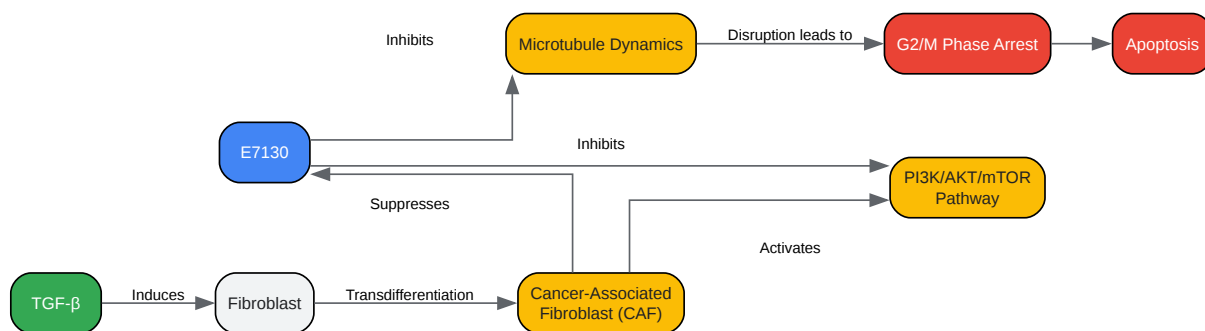 Inhibits
Microtubule Dynamics
Disruption leads to
G2/M Phase Arrest
Apoptosis
E7130
Inhibits
PI3K/AKT/mTOR
Pathway
Suppresses
Activates
TGF-β
Induces
Fibroblast
Transdifferentiation
Cancer-Associated
Fibroblast (CAF)